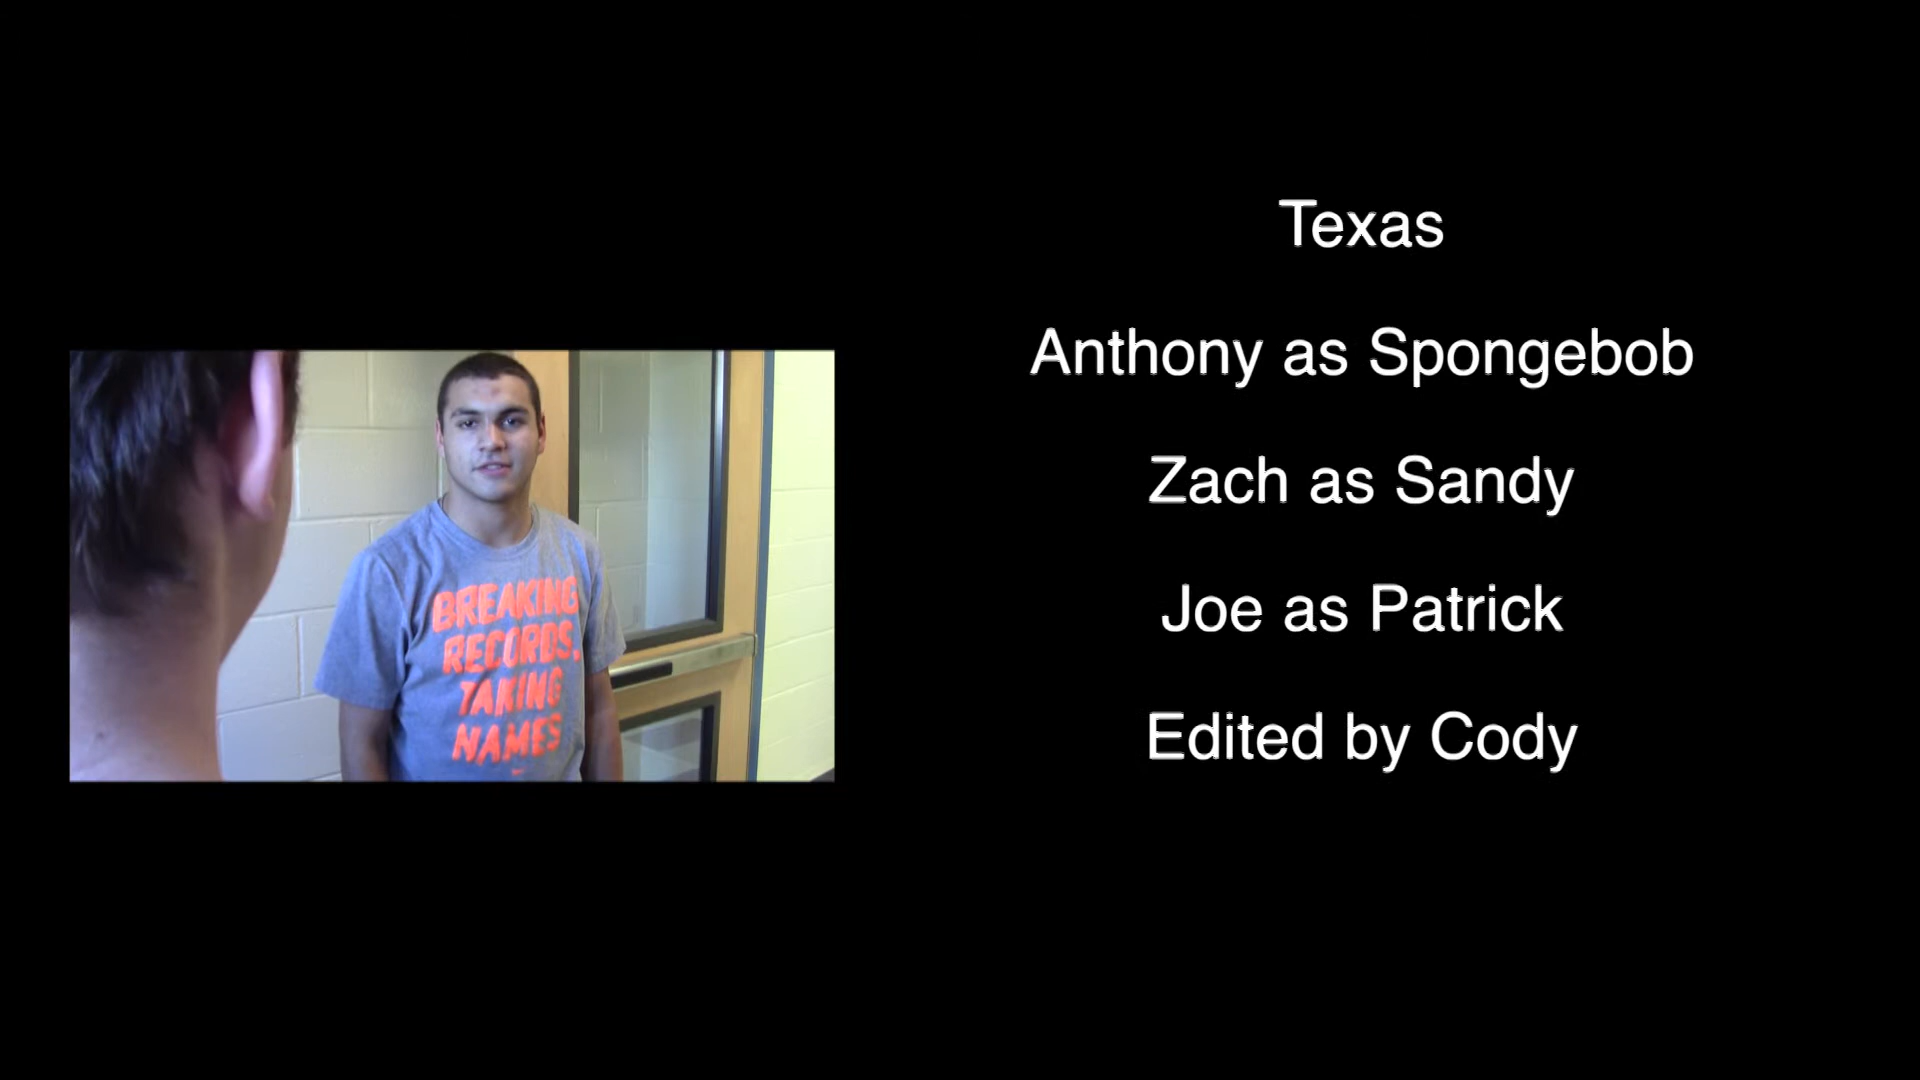 Texas
Anthony as Spongebob
Zach as Sandy
Joe as Patrick
Edited by Cody
BREAKING
RECORDS,
TAKING
NAMES